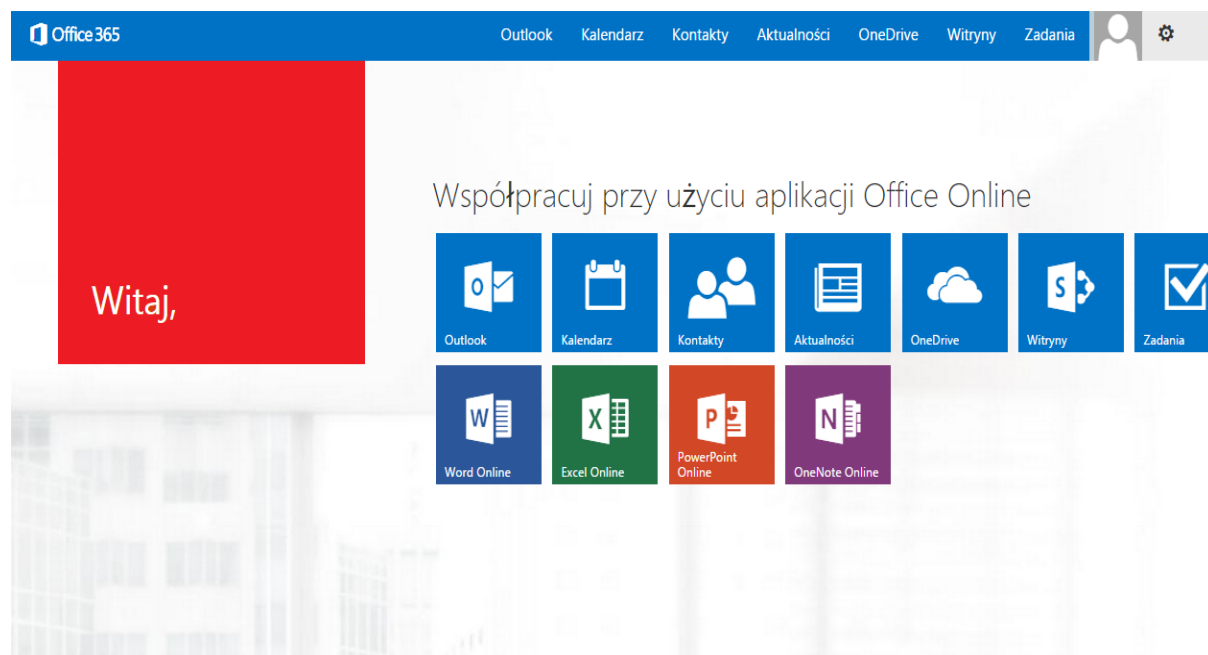 Office 365
Outlook Kalendarz Kontakty Aktualności OneDrive Witryny Zadania
Witaj,
Współpracuj przy użyciu aplikacji Office Online
Outlook Kalendarz Kontakty Aktualności OneDrive Witryny Zadania
Word Online Excel Online PowerPoint Online OneNote Online